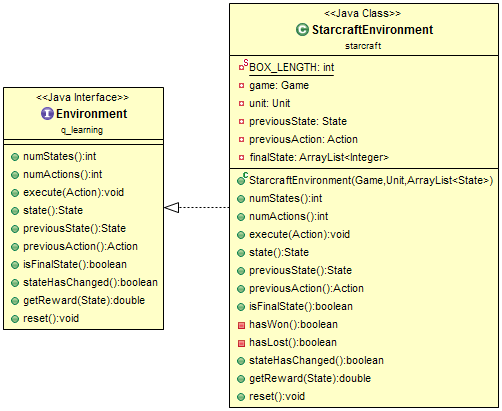 <<Java Interface>>
I Environment
q_learning
numStates():int
numActions():int
execute(Action):void
state():State
previousState():State
previousAction():Action
isFinalState():boolean
stateHasChanged():boolean
getReward(State):double
reset():void
<<Java Class>>
C StarcraftEnvironment
starcraft
S BOX_LENGTH: int
game: Game
unit: Unit
previousState: State
previousAction: Action
finalState: ArrayList<Integer>
C StarcraftEnvironment(Game,Unit,ArrayList<State>)
numStates():int
numActions():int
execute(Action):void
state():State
previousState():State
previousAction():Action
isFinalState():boolean
hasWon():boolean
hasLost():boolean
stateHasChanged():boolean
getReward(State):double
reset():void